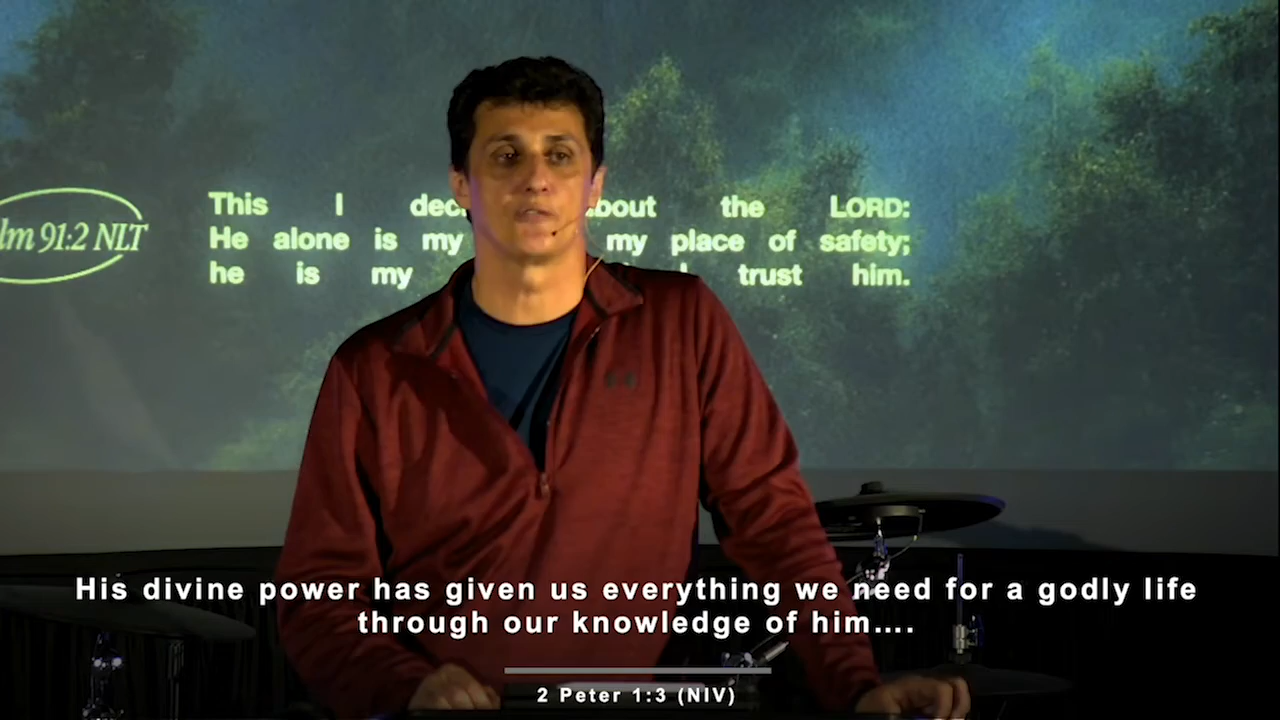 This I about the LORD:
He alone is my my place of safety;
he is my trust him.
91:2 NLT
His divine power has given us everything we need for a godly life
through our knowledge of him....
2 Peter 1:3 (NIV)